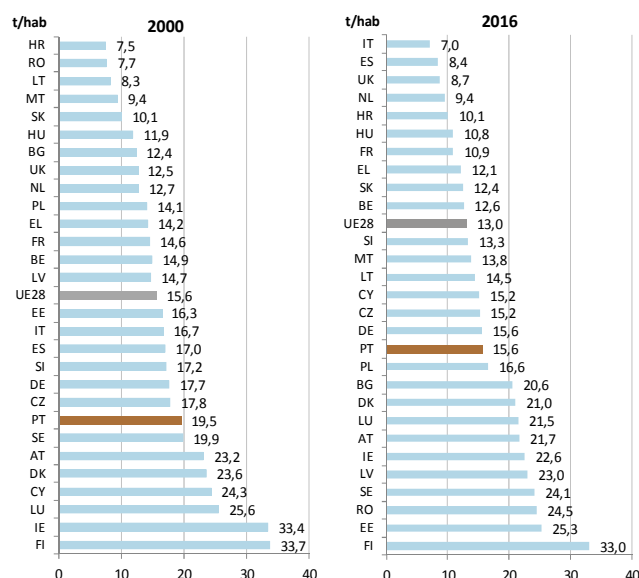 t/hab 2000
HR 7,5
RO 7,7
LT 8,3
MT 9,4
SK 10,1
HU 11,9
BG 12,4
UK 12,5
NL 12,7
PL 14,1
EL 14,2
FR 14,6
BE 14,9
LV 14,7
UE28 15,6
EE 16,3
IT 16,7
ES 17,0
SI 17,2
DE 17,7
CZ 17,8
PT 19,5
SE 19,9
AT 23,2
DK 23,6
CY 24,3
LU 25,6
IE 33,4
FI 33,7
0 10 20 30 40
t/hab 2016
IT 7,0
ES 8,4
UK 8,7
NL 9,4
HR 10,1
HU 10,8
FR 10,9
EL 12,1
SK 12,4
BE 12,6
UE28 13,0
SI 13,3
MT 13,8
LT 14,5
CY 15,2
CZ 15,2
DE 15,6
PT 15,6
PL 16,6
BG 20,6
DK 21,0
LU 21,5
AT 21,7
IE 22,6
LV 23,0
SE 24,1
RO 24,5
EE 25,3
FI 33,0
0 10 20 30 40